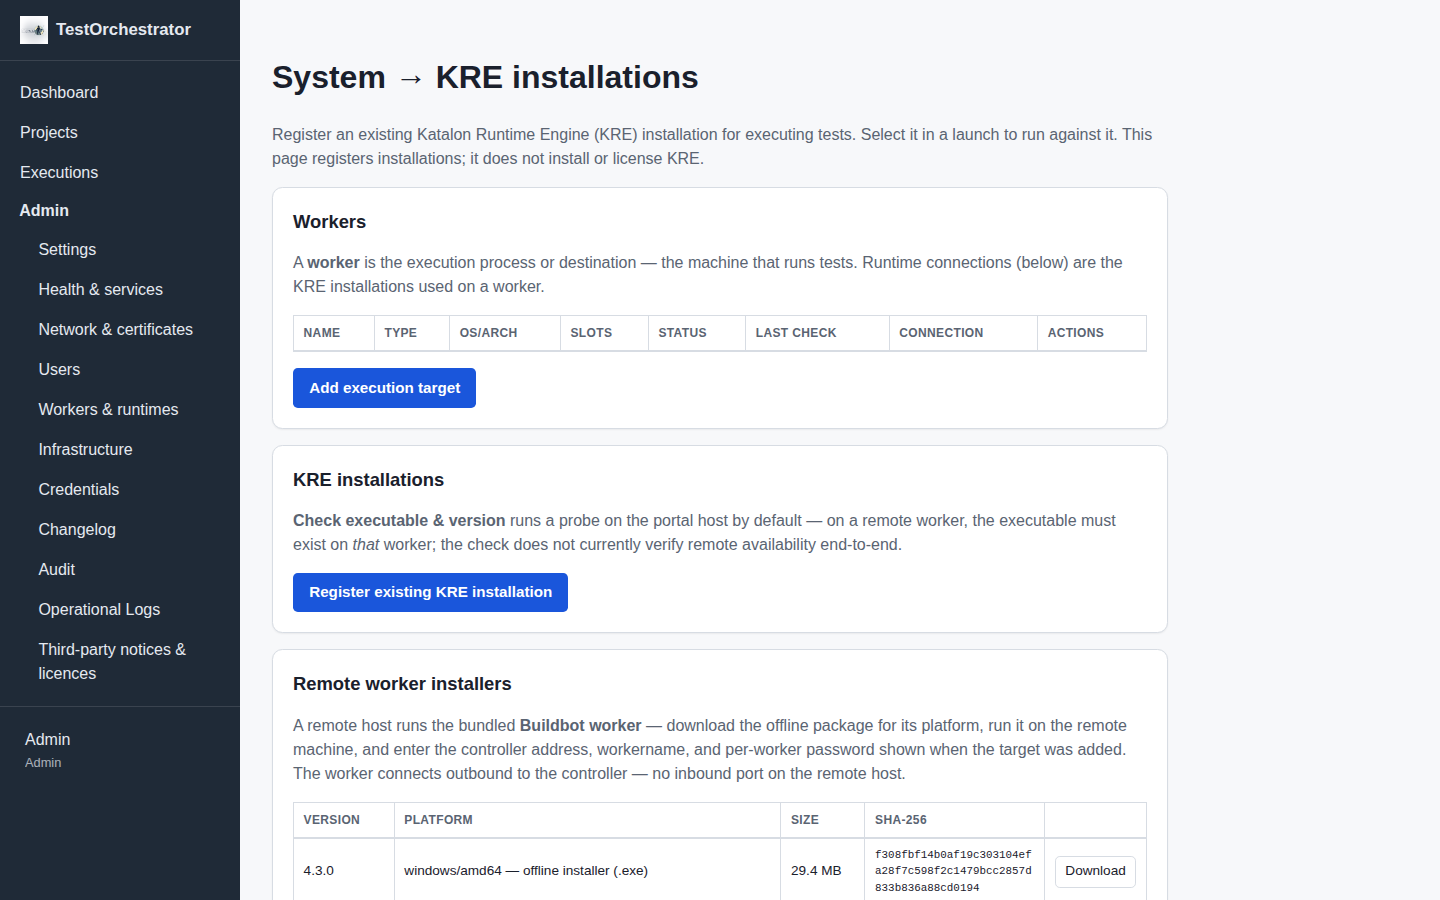 TestOrchestrator
Dashboard
Projects
Executions
Admin
Settings
Health & services
Network & certificates
Users
Workers & runtimes
Infrastructure
Credentials
Changelog
Audit
Operational Logs
Third-party notices &
licences
Admin
Admin
System → KRE installations
Register an existing Katalon Runtime Engine (KRE) installation for executing tests. Select it in a launch to run against it. This
page registers installations; it does not install or license KRE.
Workers
A worker is the execution process or destination — the machine that runs tests. Runtime connections (below) are the
KRE installations used on a worker.
NAME TYPE OS/ARCH SLOTS STATUS LAST CHECK CONNECTION ACTIONS
Add execution target
KRE installations
Check executable & version runs a probe on the portal host by default — on a remote worker, the executable must
exist on that worker; the check does not currently verify remote availability end-to-end.
Register existing KRE installation
Remote worker installers
A remote host runs the bundled Buildbot worker — download the offline package for its platform, run it on the remote
machine, and enter the controller address, workername, and per-worker password shown when the target was added.
The worker connects outbound to the controller — no inbound port on the remote host.
VERSION PLATFORM SIZE SHA-256
4.3.0 windows/amd64 — offline installer (.exe) 29.4 MB
f308fbf14b0af19c303104ef
a28f7c598f2c1479bcc2857d
833b836a88cd0194
Download